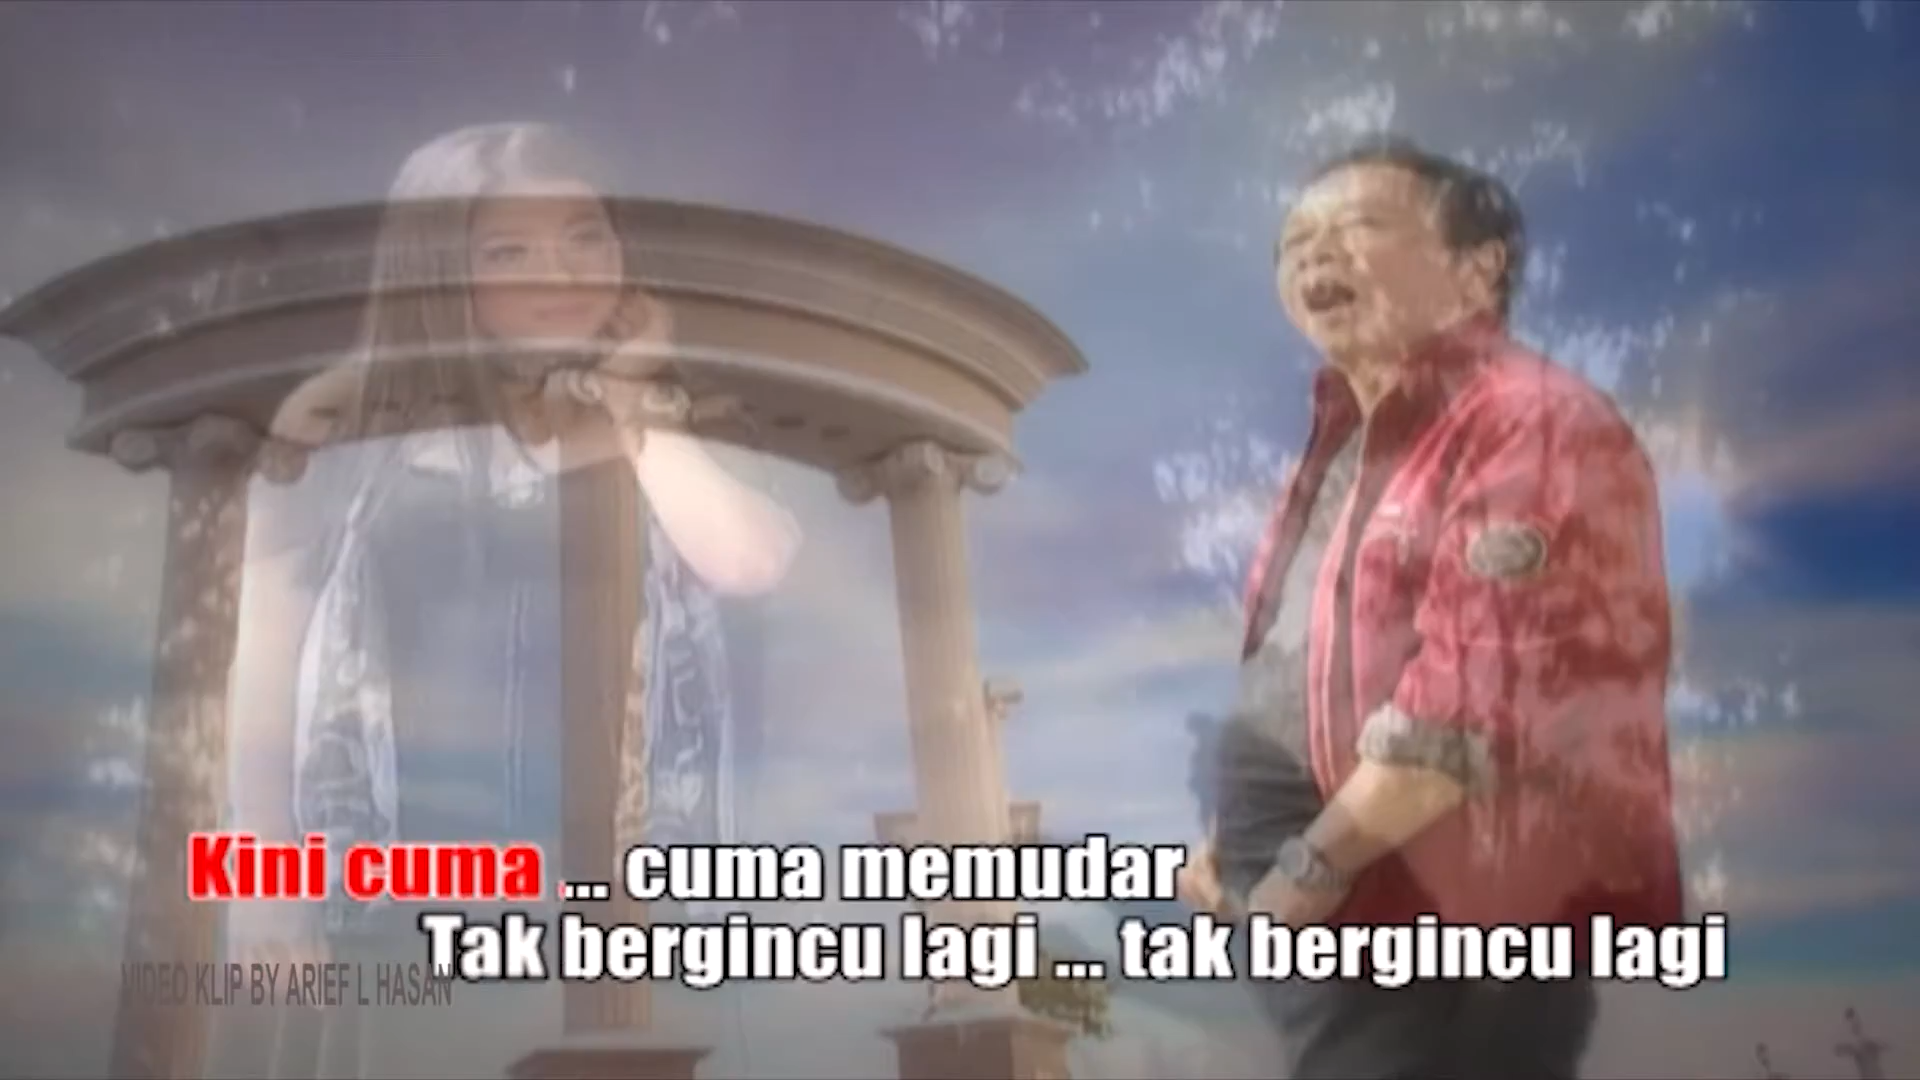 Kini cuma ... cuma memudar
Tak bergincu lagi ... tak bergincu lagi
VIDEO KLIP BY ARIEF L HASAN